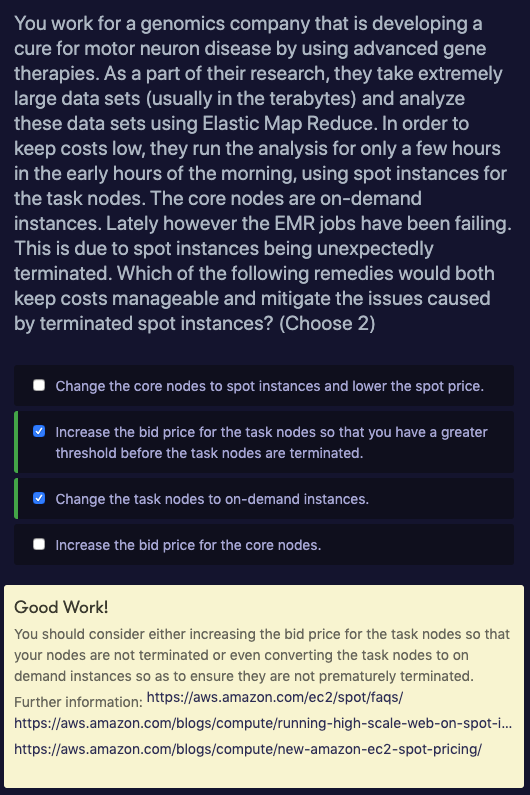 You work for a genomics company that is developing a
cure for motor neuron disease by using advanced gene
therapies. As a part of their research, they take extremely
large data sets (usually in the terabytes) and analyze
these data sets using Elastic Map Reduce. In order to
keep costs low, they run the analysis for only a few hours
in the early hours of the morning, using spot instances for
the task nodes. The core nodes are on-demand
instances. Lately however the EMR jobs have been failing.
This is due to spot instances being unexpectedly
terminated. Which of the following remedies would both
keep costs manageable and mitigate the issues caused
by terminated spot instances? (Choose 2)
Change the core nodes to spot instances and lower the spot price.
Increase the bid price for the task nodes so that you have a greater
threshold before the task nodes are terminated.
Change the task nodes to on-demand instances.
Increase the bid price for the core nodes.
Good Work!
You should consider either increasing the bid price for the task nodes so that
your nodes are not terminated or even converting the task nodes to on
demand instances so as to ensure they are not prematurely terminated.
Further information: https://aws.amazon.com/ec2/spot/faqs/
https://aws.amazon.com/blogs/compute/running-high-scale-web-on-spot-i...
https://aws.amazon.com/blogs/compute/new-amazon-ec2-spot-pricing/